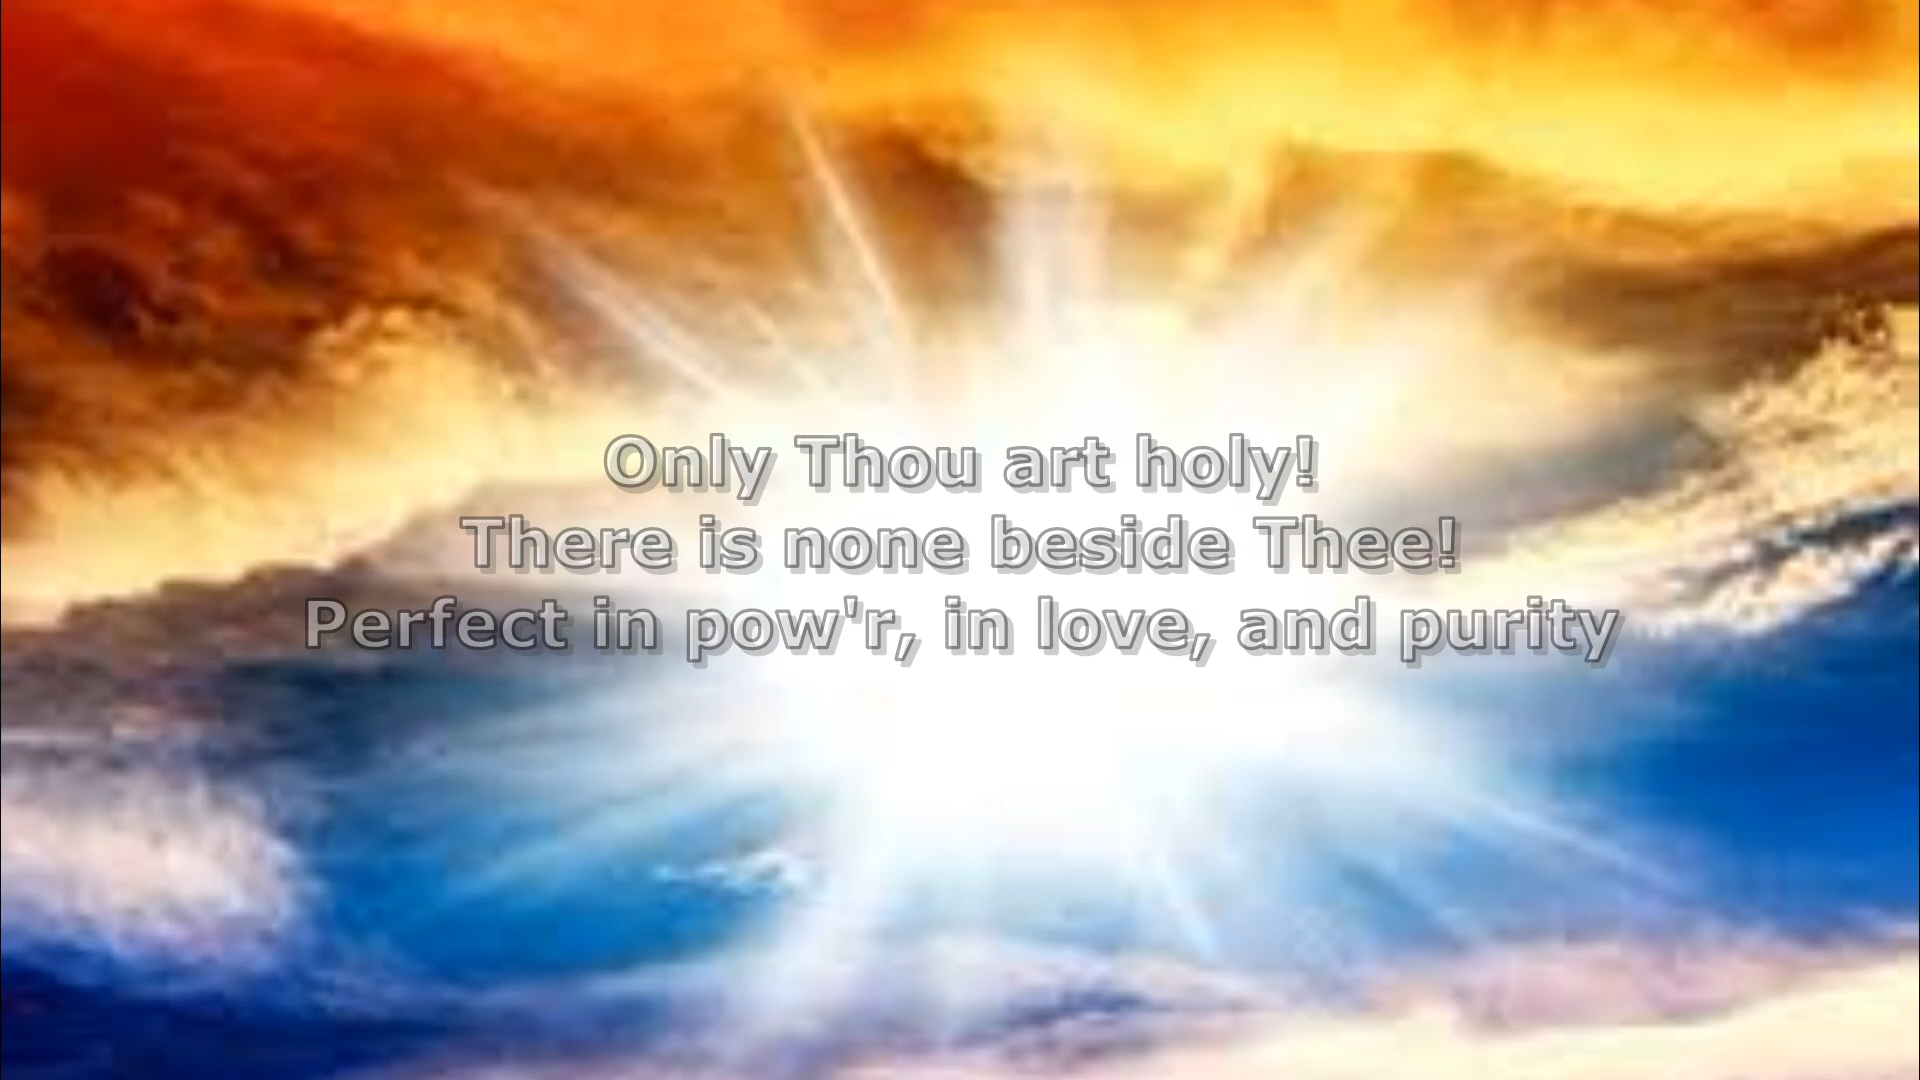 Only Thou art holy!
There is none beside Thee!
Perfect in pow'r, in love, and purity